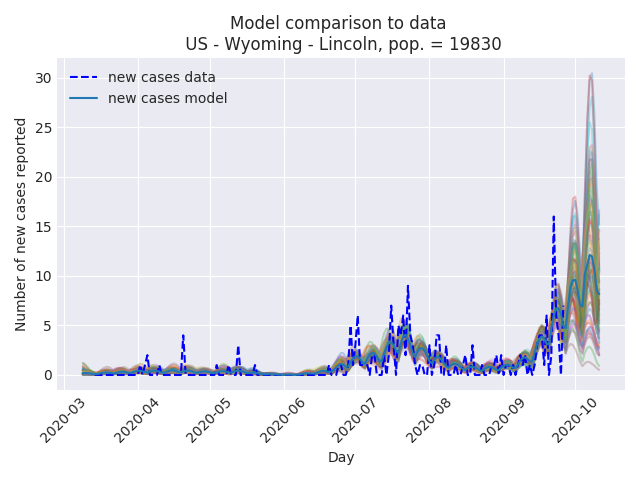 Model comparison to data
US - Wyoming - Lincoln, pop. = 19830
new cases data
new cases model
Number of new cases reported
30
25
20
15
10
5
0
2020-03
2020-04
2020-05
2020-06
2020-07
2020-08
2020-09
2020-10
Day